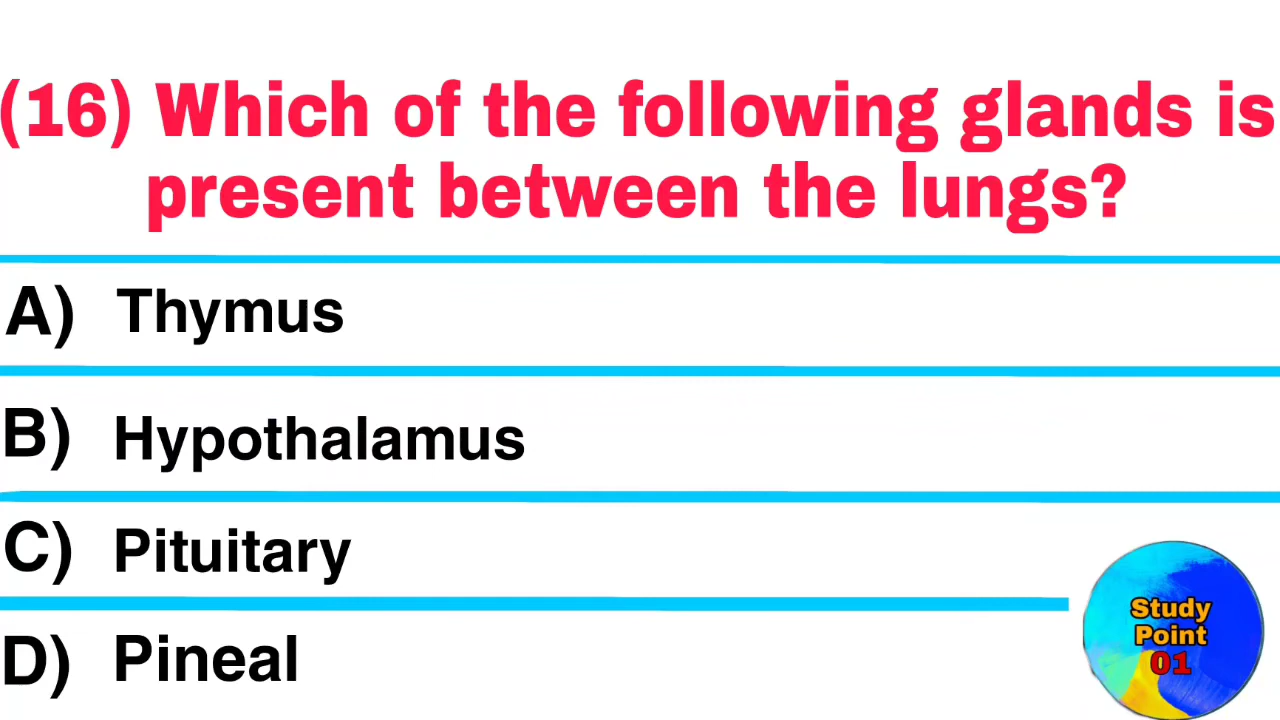 (16) Which of the following glands is
present between the lungs?
A) Thymus
B) Hypothalamus
C) Pituitary
D) Pineal
Study
Point
01